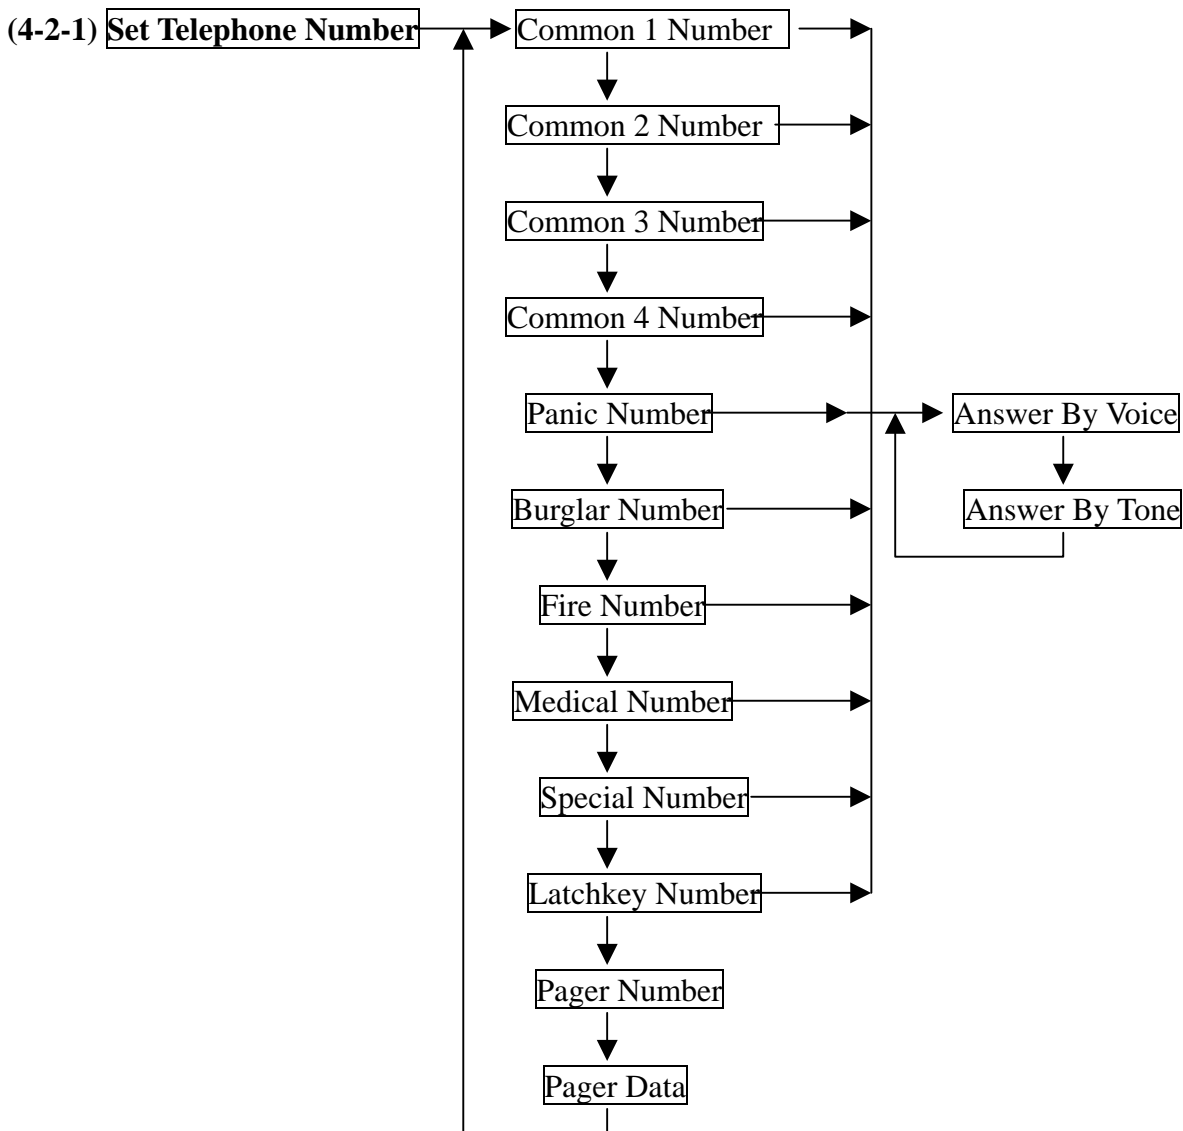 (4-2-1) Set Telephone Number
Common 1 Number
Common 2 Number
Common 3 Number
Common 4 Number
Panic Number
Answer By Voice
Burglar Number
Answer By Tone
Fire Number
Medical Number
Special Number
Latchkey Number
Pager Number
Pager Data